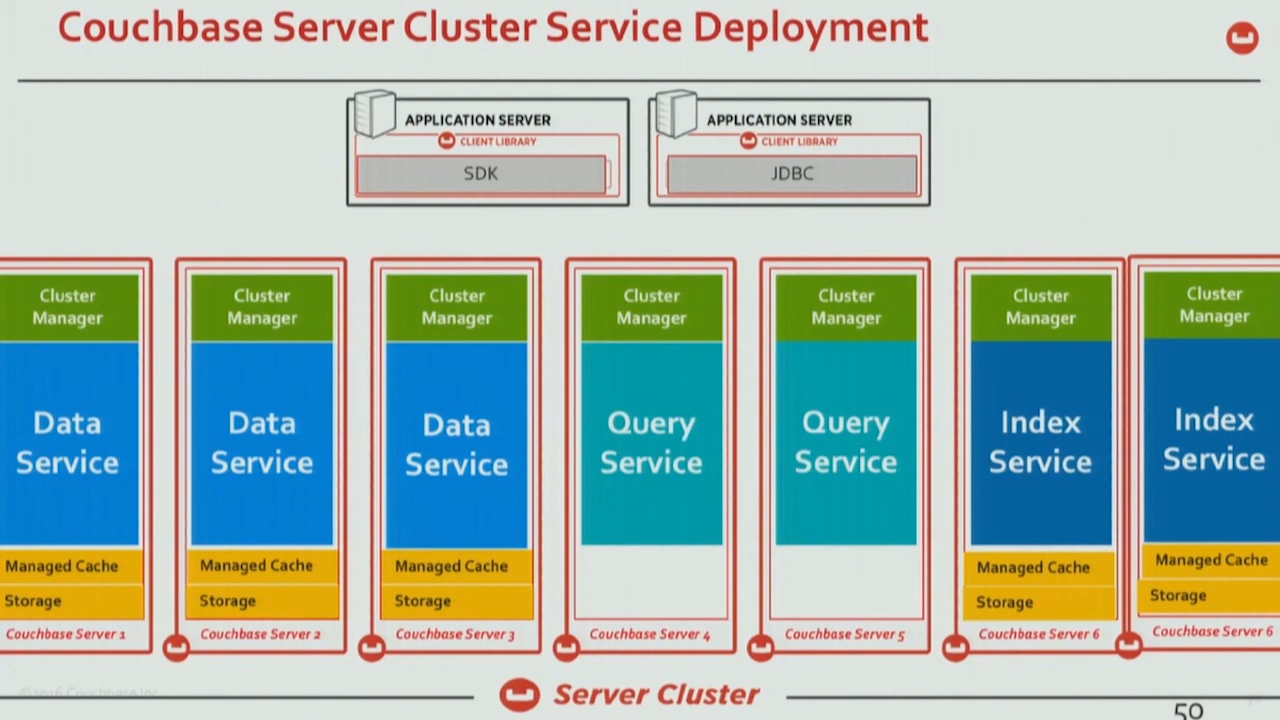 Couchbase Server Cluster Service Deployment
APPLICATION SERVER
CLIENT LIBRARY
SDK
APPLICATION SERVER
CLIENT LIBRARY
JDBC
Cluster
Manager
Data
Service
Managed Cache
Storage
Couchbase Server 1
Cluster
Manager
Data
Service
Managed Cache
Storage
Couchbase Server 2
Cluster
Manager
Data
Service
Managed Cache
Storage
Couchbase Server 3
Cluster
Manager
Query
Service
Couchbase Server 4
Cluster
Manager
Query
Service
Couchbase Server 5
Cluster
Manager
Index
Service
Managed Cache
Storage
Couchbase Server 6
Cluster
Manager
Index
Service
Managed Cache
Storage
Couchbase Server 6
©2016 Couchbase Inc.
Server Cluster
50